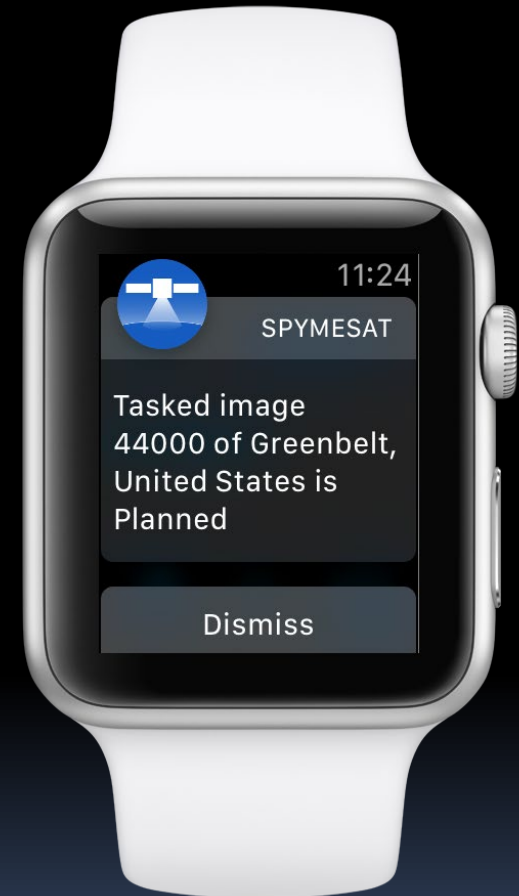 11:24
SPYMESAT
Tasked image
44000 of Greenbelt,
United States is
Planned
Dismiss